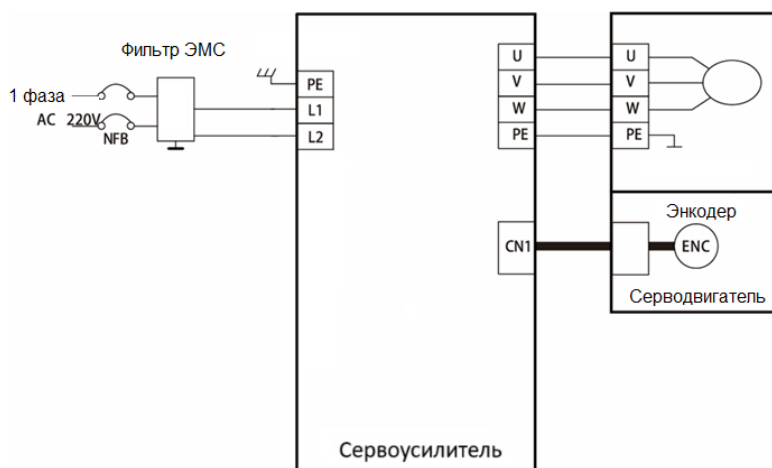 Фильтр ЭМС
1 фаза
AC 220V
NFB
PE
L1
L2
U
V
W
PE
U
V
W
PE
CN1
Энкодер
ENC
Серводвигатель
Сервоусилитель